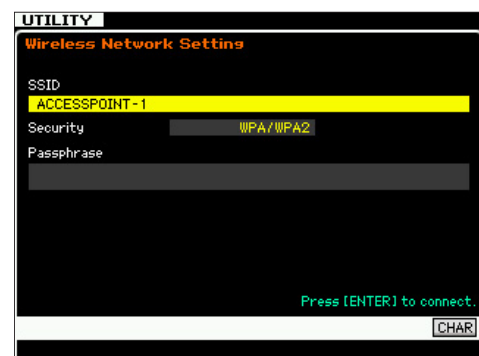 UTILITY
Wireless Network Setting
SSID
ACCESSPOINT-1
Security WPA/WPA2
Passphrase
Press [ENTER] to connect.
CHAR